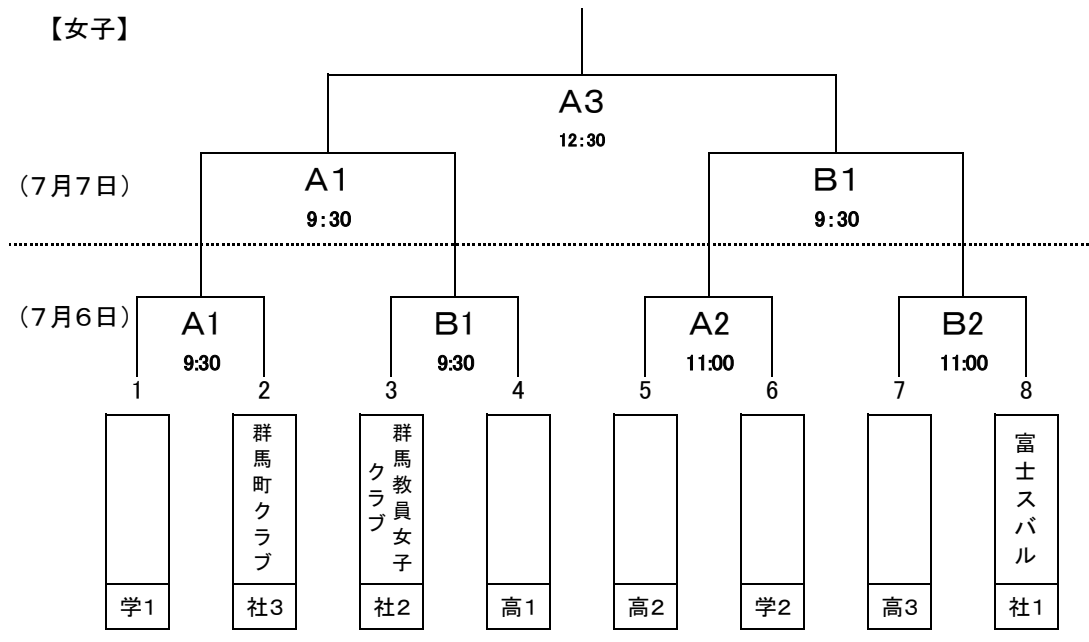 【女子】
A3
12:30
(7月7日)
A1
9:30
B1
9:30
(7月6日)
A1
9:30
B1
9:30
A2
11:00
B2
11:00
1
2
3
4
5
6
7
8
群馬町クラブ
群馬教員女子
クラブ
富士スバル
学1
社3
社2
高1
高2
学2
高3
社1